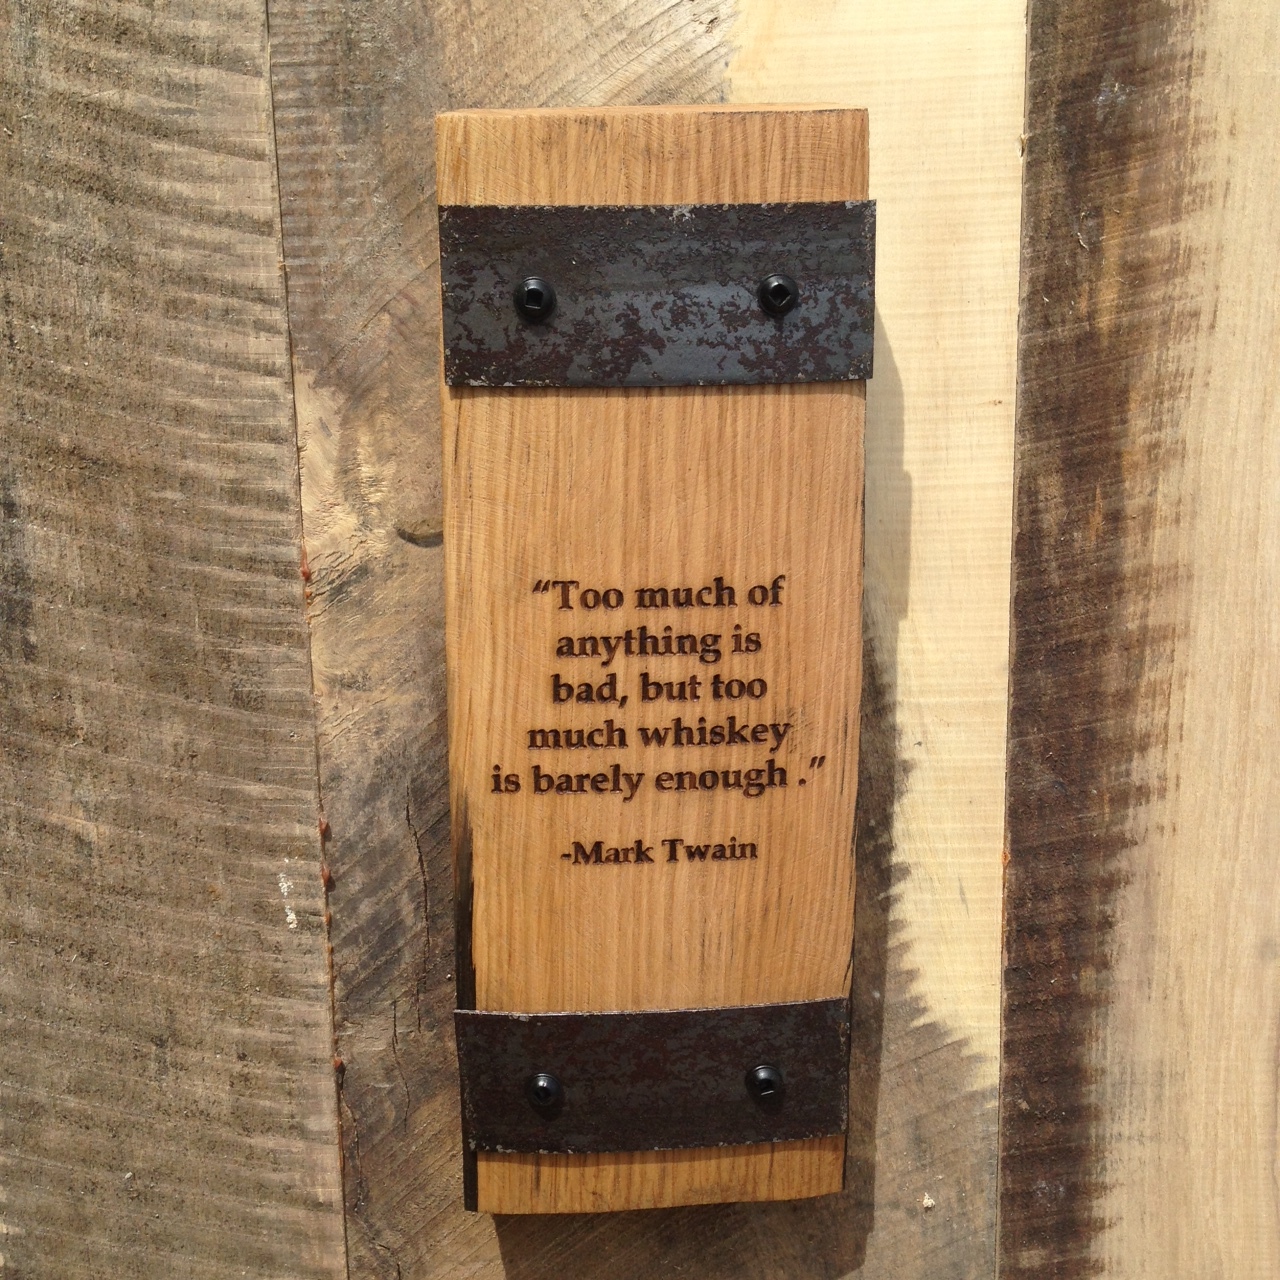 “Too much of
anything is
bad, but too
much whiskey
is barely enough .”
-Mark Twain